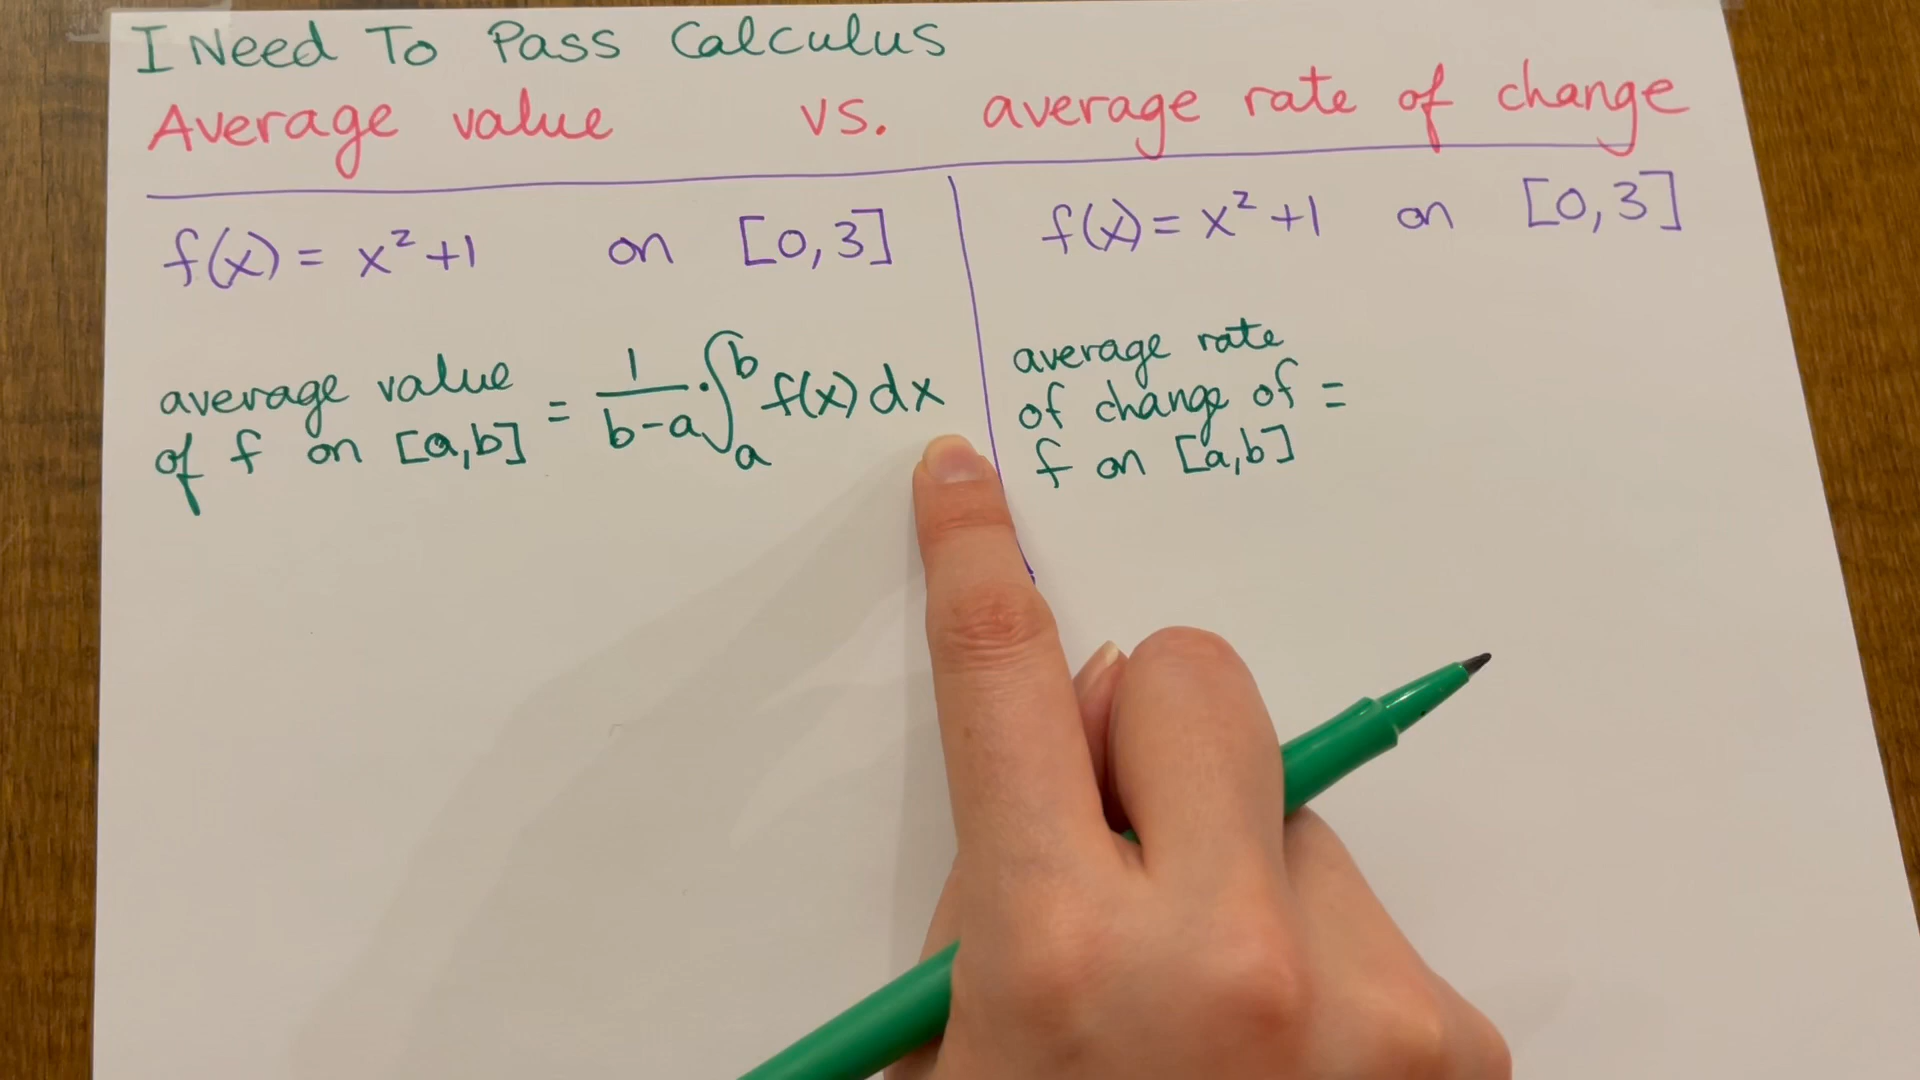 I Need To Pass Calculus
Average value vs. average rate of change
f(x) = x² + 1 on [0,3]
average value
of f on [a,b] = 1/(b-a) · ∫_a^b f(x) dx
f(x) = x² + 1 on [0,3]
average rate
of change of =
f on [a,b]